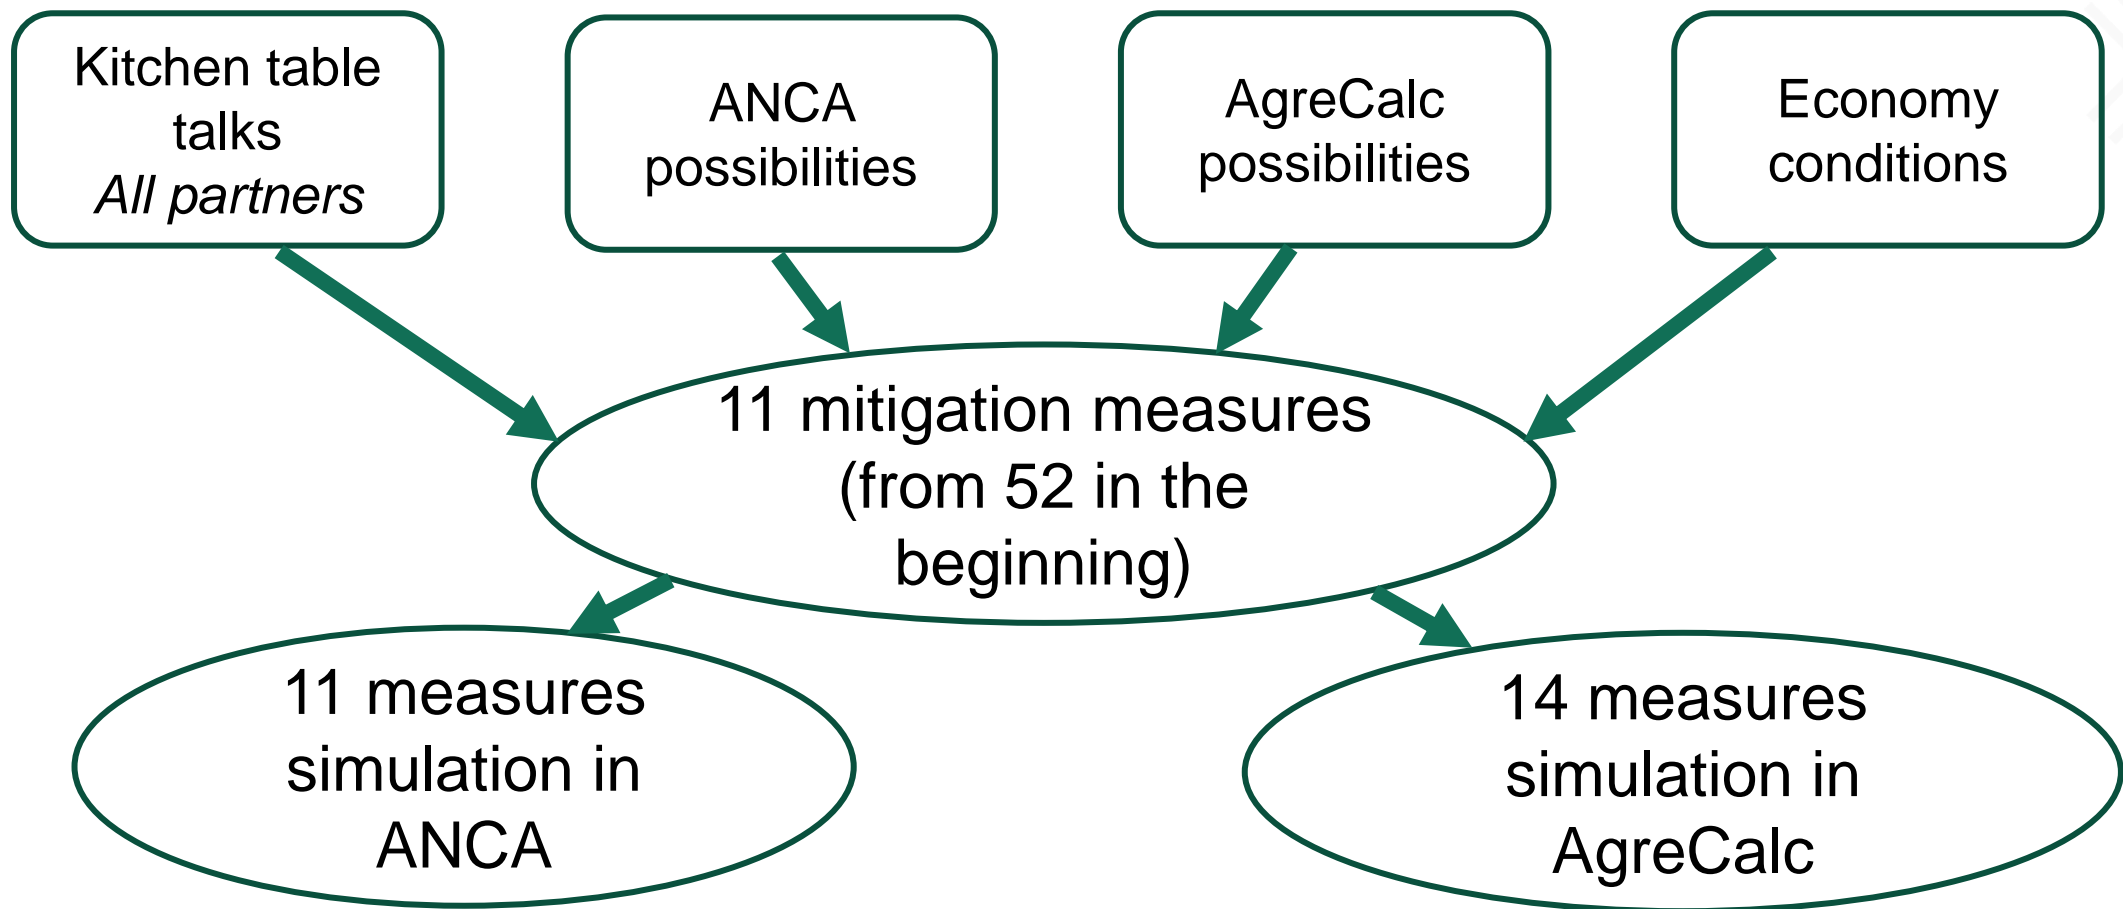 Kitchen table
talks
All partners
ANCA
possibilities
AgreCalc
possibilities
Economy
conditions
11 mitigation measures
(from 52 in the
beginning)
11 measures
simulation in
ANCA
14 measures
simulation in
AgreCalc